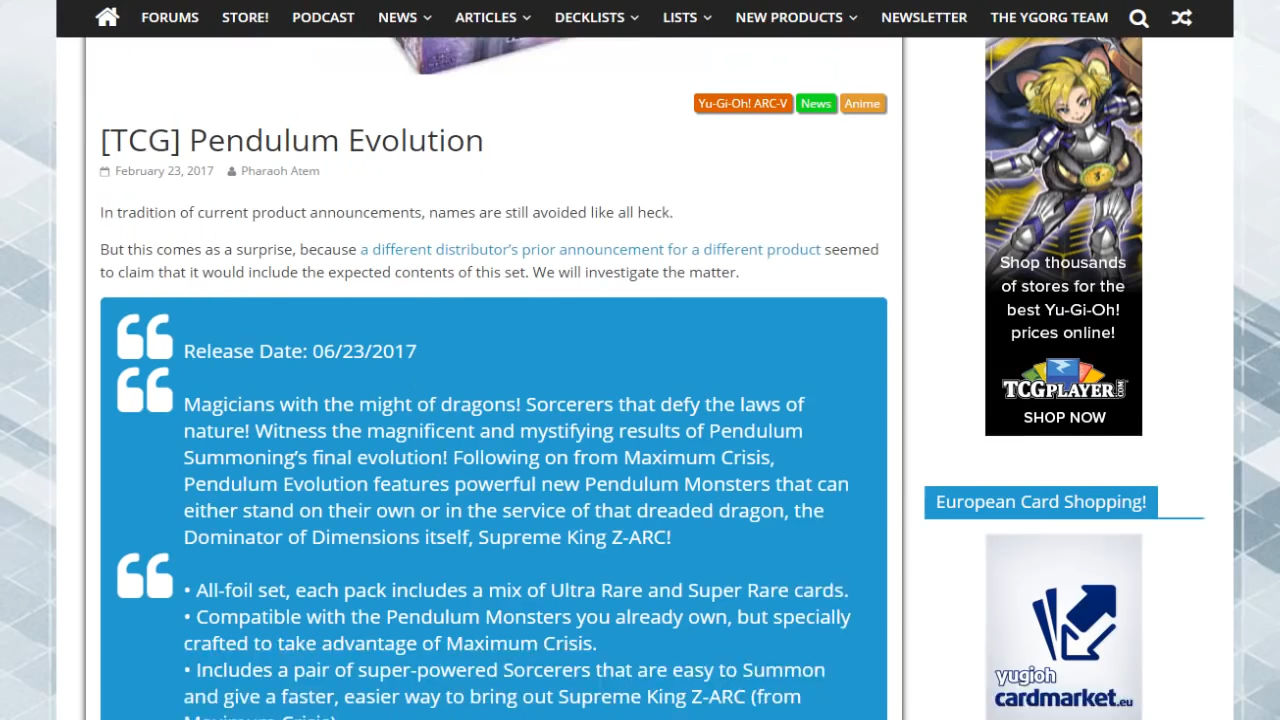 FORUMS STORE! PODCAST NEWS ARTICLES DECKLISTS LISTS NEW PRODUCTS NEWSLETTER THE YGORG TEAM
Yu-Gi-Oh! ARC-V News Anime
[TCG] Pendulum Evolution
February 23, 2017 Pharaoh Atem
In tradition of current product announcements, names are still avoided like all heck.
But this comes as a surprise, because a different distributor's prior announcement for a different product seemed
to claim that it would include the expected contents of this set. We will investigate the matter.
Release Date: 06/23/2017
Magicians with the might of dragons! Sorcerers that defy the laws of
nature! Witness the magnificent and mystifying results of Pendulum
Summoning's final evolution! Following on from Maximum Crisis,
Pendulum Evolution features powerful new Pendulum Monsters that can
either stand on their own or in the service of that dreaded dragon, the
Dominator of Dimensions itself, Supreme King Z-ARC!
• All-foil set, each pack includes a mix of Ultra Rare and Super Rare cards.
• Compatible with the Pendulum Monsters you already own, but specially
crafted to take advantage of Maximum Crisis.
• Includes a pair of super-powered Sorcerers that are easy to Summon
and give a faster, easier way to bring out Supreme King Z-ARC (from
Maximum Crisis)
Shop thousands
of stores for the
best Yu-Gi-Oh!
prices online!
TCGPLAYER.COM
SHOP NOW
European Card Shopping!
yugioh
cardmarket.eu